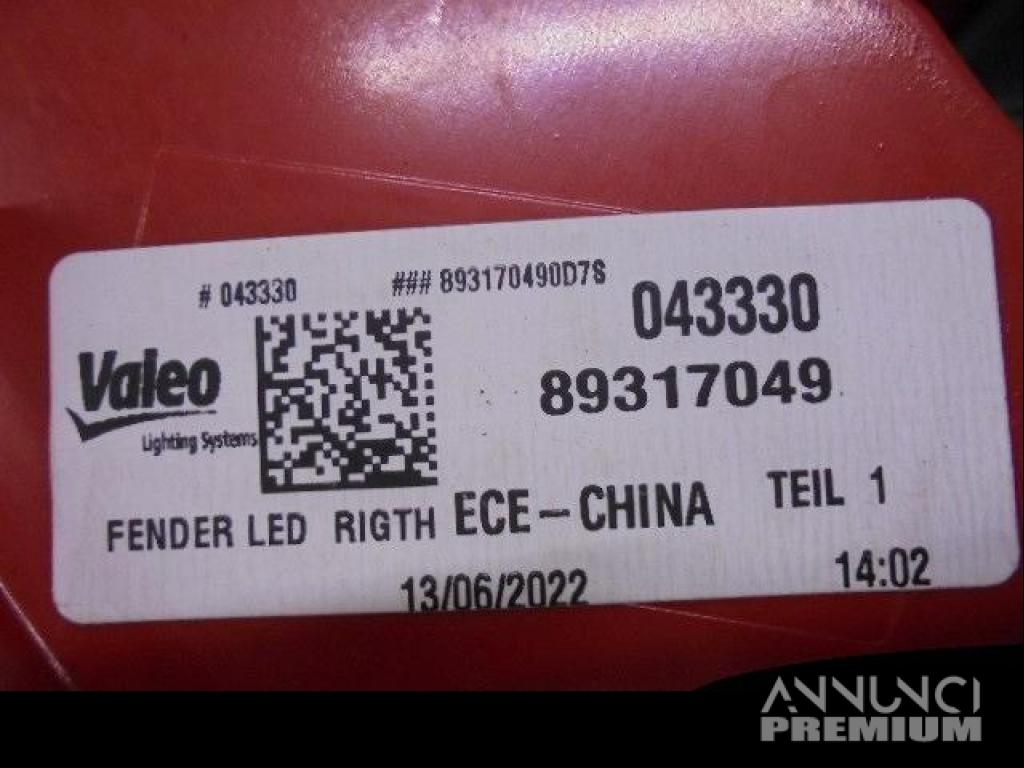 # 043330 ### 893170490D7S
043330
Valeo
89317049
Lighting Systems
FENDER LED RIGTH ECE-CHINA TEIL 1
13/06/2022 14:02
ANNUNCI
PREMIUM